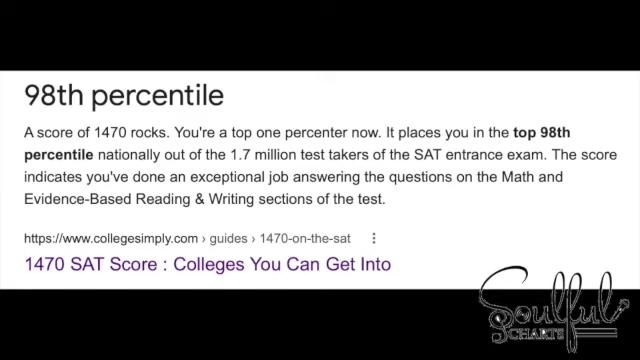 98th percentile
A score of 1470 rocks. You're a top one percenter now. It places you in the top 98th
percentile nationally out of the 1.7 million test takers of the SAT entrance exam. The score
indicates you've done an exceptional job answering the questions on the Math and
Evidence-Based Reading & Writing sections of the test.
https://www.collegesimply.com › guides › 1470-on-the-sat
1470 SAT Score : Colleges You Can Get Into
Soulful
CHARTS